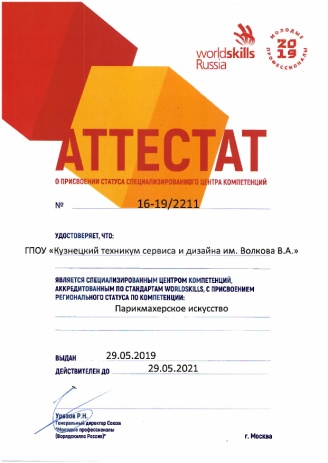 worldskills
Russia
МОЛОДЫЕ ПРОФЕССИОНАЛЫ
2019
АТТЕСТАТ
О ПРИСВОЕНИИ СТАТУСА СПЕЦИАЛИЗИРОВАННОГО ЦЕНТРА КОМПЕТЕНЦИЙ
№ 16-19/2211
УДОСТОВЕРЯЕТ, ЧТО:
ГПОУ «Кузнецкий техникум сервиса и дизайна им. Волкова В.А.»
ЯВЛЯЕТСЯ СПЕЦИАЛИЗИРОВАННЫМ ЦЕНТРОМ КОМПЕТЕНЦИЙ,
АККРЕДИТОВАННЫМ ПО СТАНДАРТАМ WORLDSKILLS, С ПРИСВОЕНИЕМ
РЕГИОНАЛЬНОГО СТАТУСА ПО КОМПЕТЕНЦИИ:
Парикмахерское искусство
ВЫДАН 29.05.2019
ДЕЙСТВИТЕЛЕН ДО 29.05.2021
Уразов Р.Н.
Генеральный директор Союза
"Молодые профессионалы
(Ворлдскиллс Россия)"
г. Москва